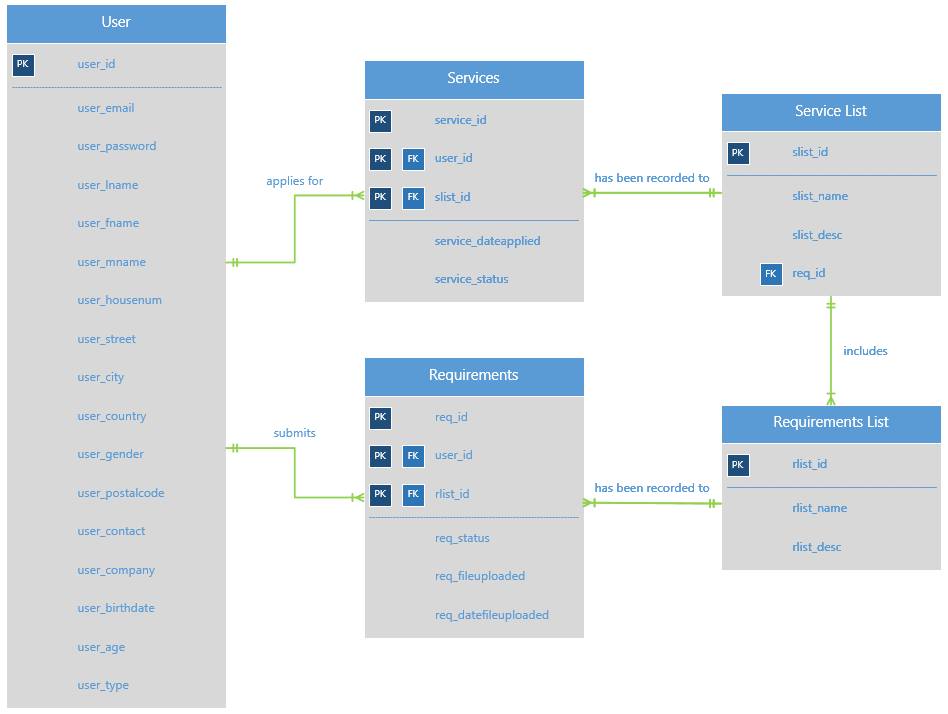 User
PK user_id
user_email
user_password
user_lname
user_fname
user_mname
user_housenum
user_street
user_city
user_country
user_gender
user_postalcode
user_contact
user_company
user_birthdate
user_age
user_type
applies for
submits
Services
PK service_id
PK FK user_id
PK FK slist_id
service_dateapplied
service_status
Requirements
PK req_id
PK FK user_id
PK FK rlist_id
req_status
req_fileuploaded
req_datefileuploaded
has been recorded to
has been recorded to
Service List
PK slist_id
slist_name
slist_desc
FK req_id
includes
Requirements List
PK rlist_id
rlist_name
rlist_desc